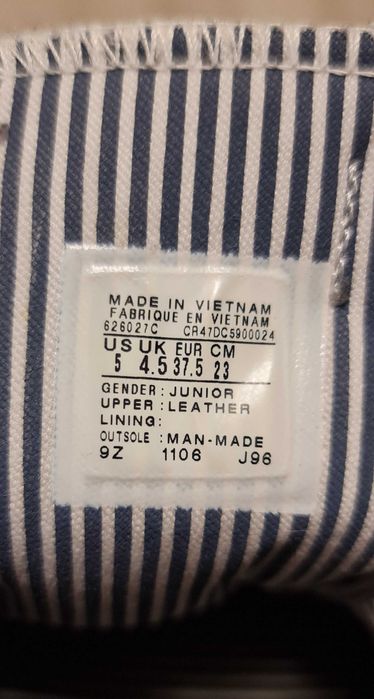 MADE IN VIETNAM
FABRIQUE EN VIETNAM
626027C CR47DC5900024
US UK EUR CM
5 4.5 37.5 23
GENDER : JUNIOR
UPPER : LEATHER
LINING :
OUTSOLE : MAN-MADE
9Z 1106 J96